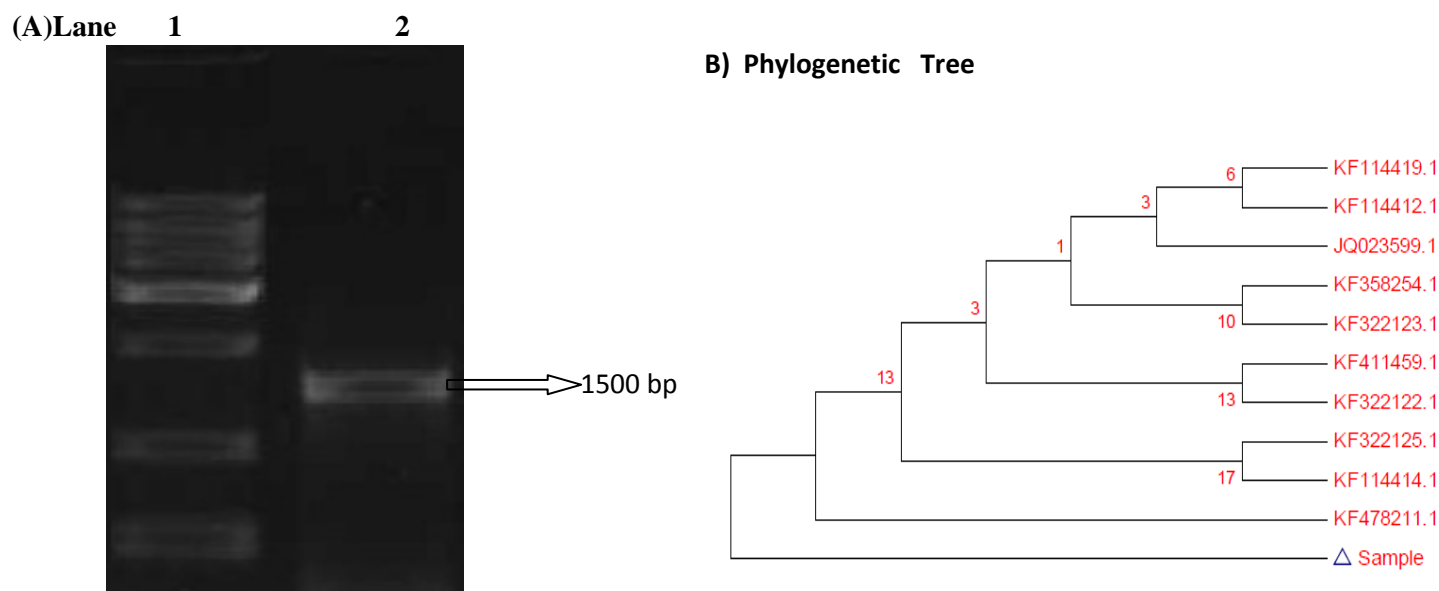 (A)Lane 1 2
1500 bp
B) Phylogenetic Tree
6
KF114419.1
KF114412.1
3
JQ023599.1
1
KF358254.1
10
KF322123.1
3
KF411459.1
13
KF322122.1
13
KF322125.1
17
KF114414.1
KF478211.1
Sample